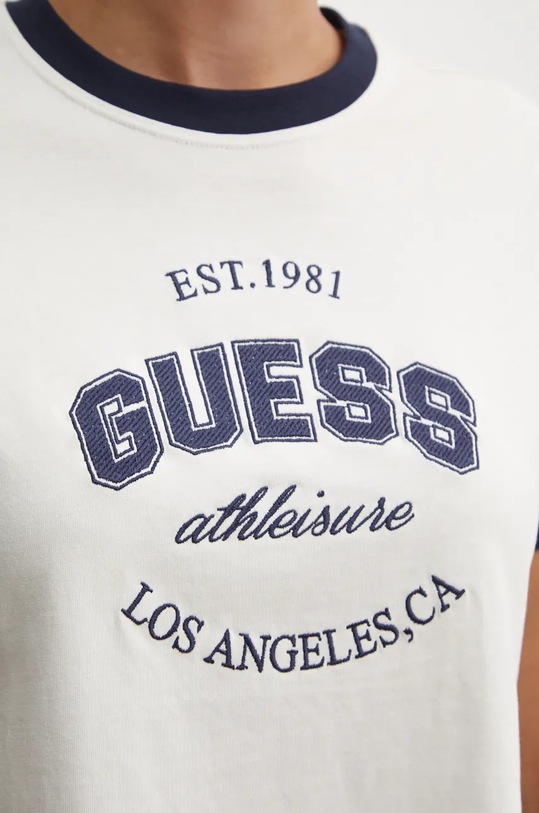 EST.1981
GUESS
athleisure
LOS ANGELES,CA